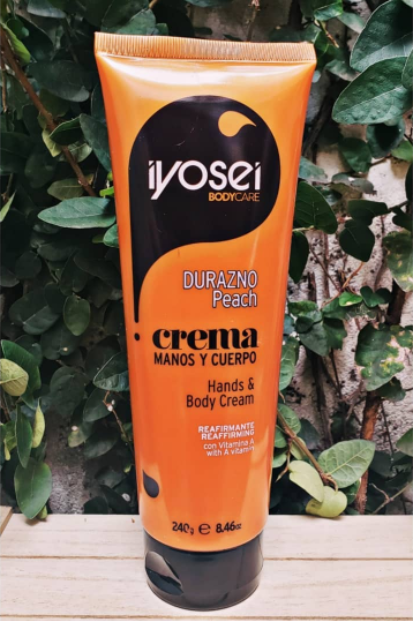 iyosei
BODYCARE
DURAZNO
Peach
crema
MANOS Y CUERPO
Hands &
Body Cream
REAFIRMANTE
REAFFIRMING
con Vitamina A
with A vitamin
240g e 8.46oz